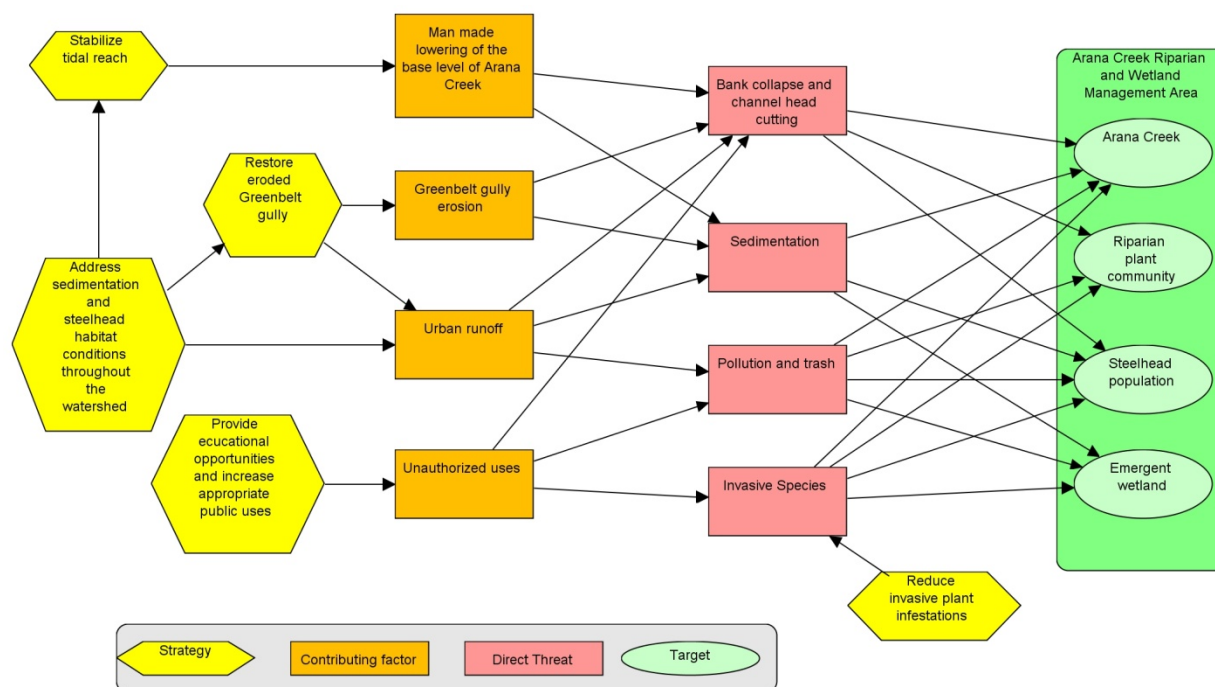 Stabilize
tidal reach
Man made
lowering of the
base level of Arana
Creek
Bank collapse and
channel head
cutting
Arana Creek Riparian
and Wetland
Management Area
Arana Creek
Restore
eroded
Greenbelt
gully
Greenbelt gully
erosion
Sedimentation
Riparian
plant
community
Address
sedimentation
and
steelhead
habitat
conditions
throughout
the
watershed
Urban runoff
Pollution and trash
Steelhead
population
Provide
ecucational
opportunities
and increase
appropriate
public uses
Unauthorized uses
Invasive Species
Emergent
wetland
Reduce
invasive plant
infestations
Strategy
Contributing factor
Direct Threat
Target